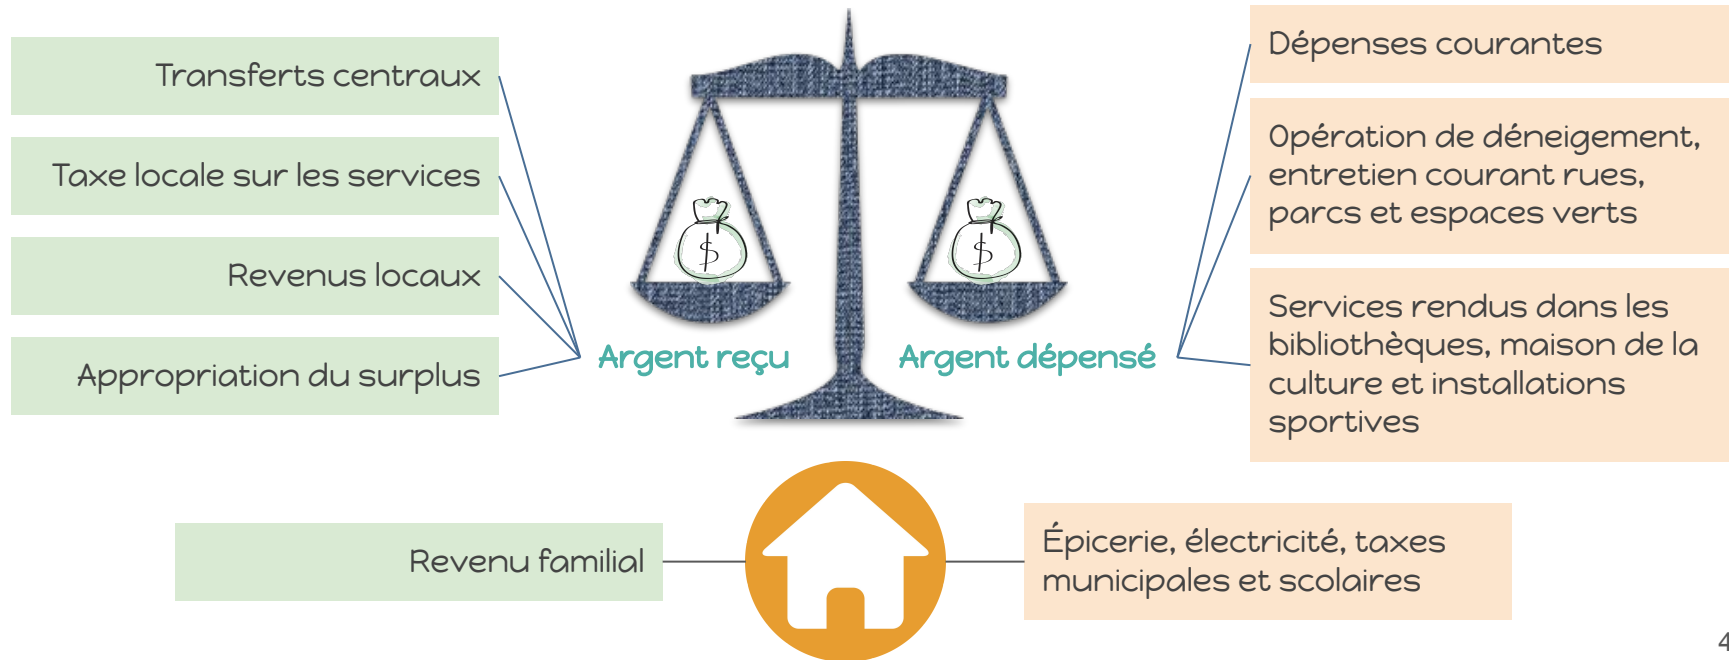 Transferts centraux
Taxe locale sur les services
Revenus locaux
Appropriation du surplus
$
Argent reçu
$
Argent dépensé
Dépenses courantes
Opération de déneigement,
entretien courant rues,
parcs et espaces verts
Services rendus dans les
bibliothèques, maison de la
culture et installations
sportives
Revenu familial
Épicerie, électricité, taxes
municipales et scolaires
4